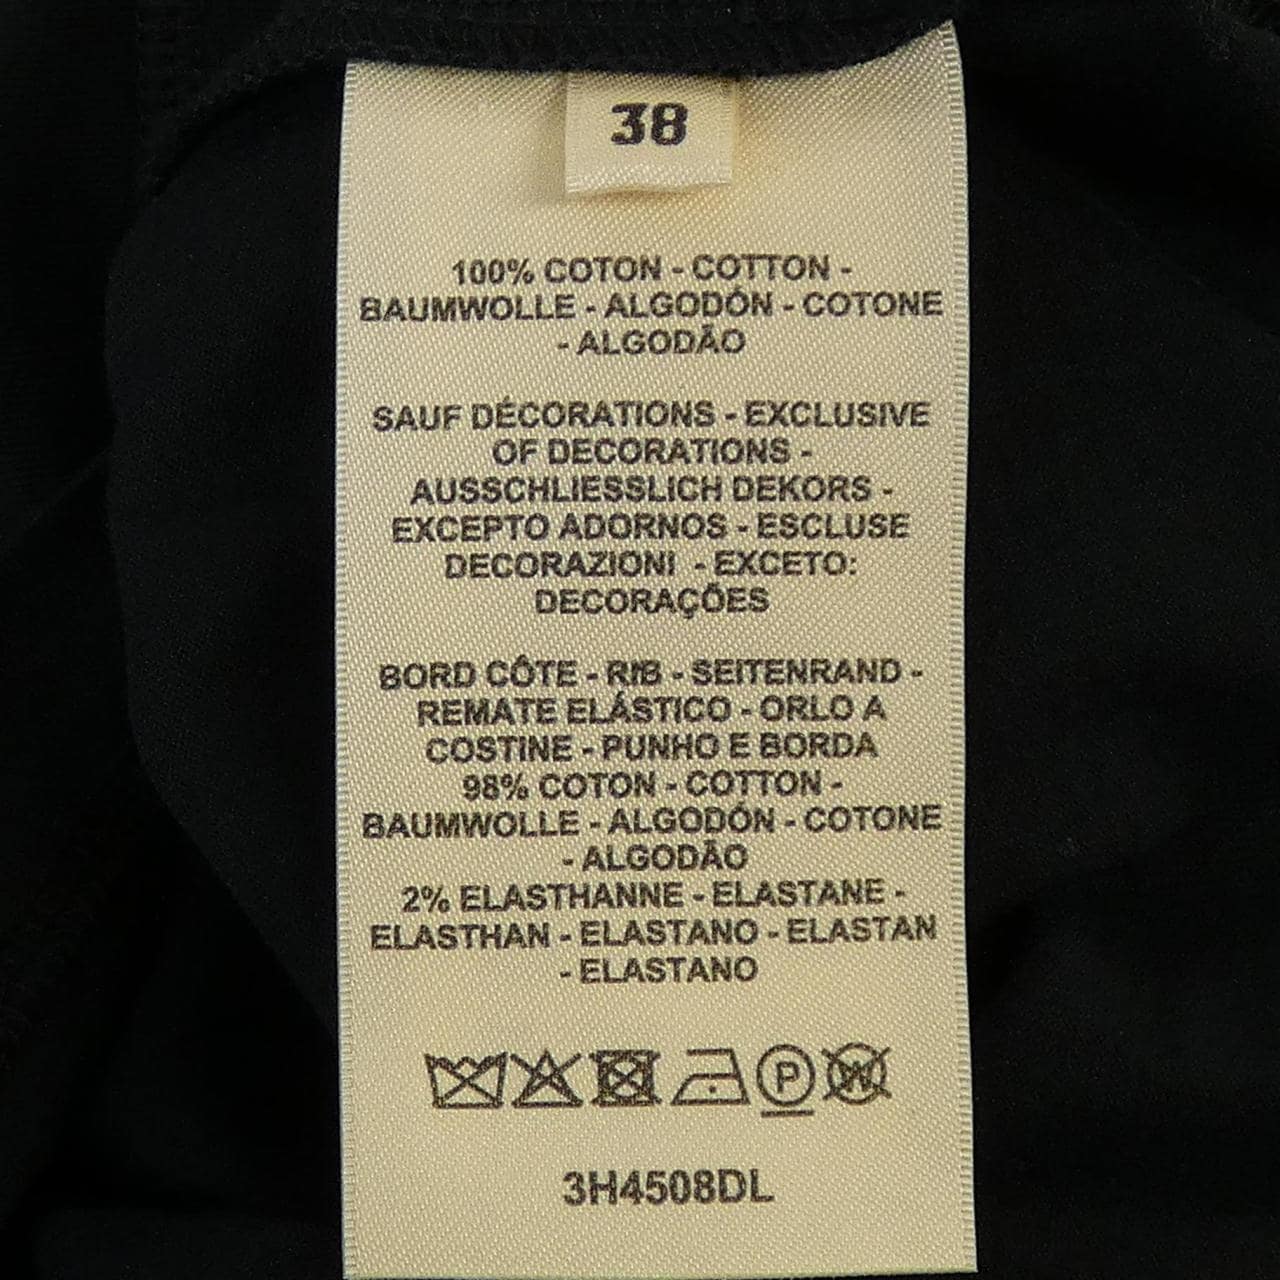 38
100% COTON - COTTON -
BAUMWOLLE - ALGODÓN - COTONE
- ALGODÃO
SAUF DÉCORATIONS - EXCLUSIVE
OF DECORATIONS -
AUSSCHLIESSLICH DEKORS -
EXCEPTO ADORNOS - ESCLUSE
DECORAZIONI - EXCETO:
DECORAÇÕES
BORD CÔTE - RIB - SEITENRAND -
REMATE ELÁSTICO - ORLO A
COSTINE - PUNHO E BORDA
98% COTON - COTTON -
BAUMWOLLE - ALGODÓN - COTONE
- ALGODÃO
2% ELASTHANNE - ELASTANE -
ELASTHAN - ELASTANO - ELASTAN
- ELASTANO
P W
3H4508DL